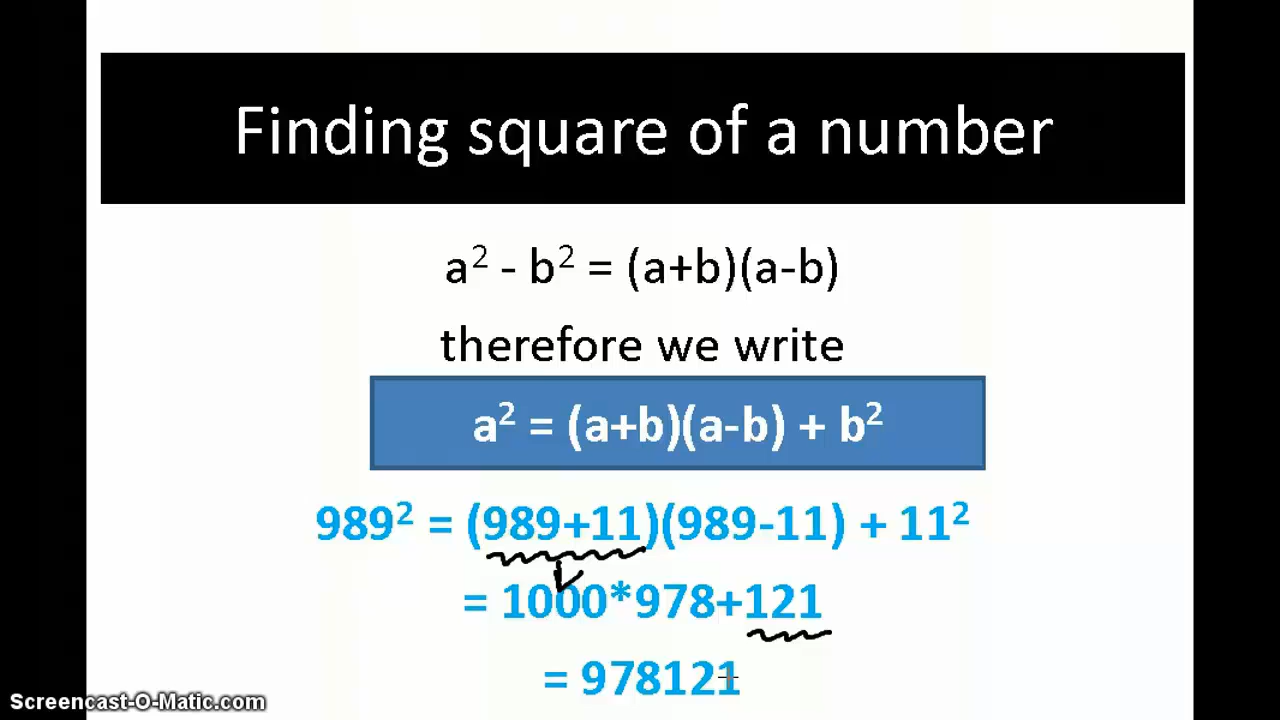 Finding square of a number
a² - b² = (a+b)(a-b)
therefore we write
a² = (a+b)(a-b) + b²
989² = (989+11)(989-11) + 11²
= 1000*978+121
= 978121
Screencast-O-Matic.com